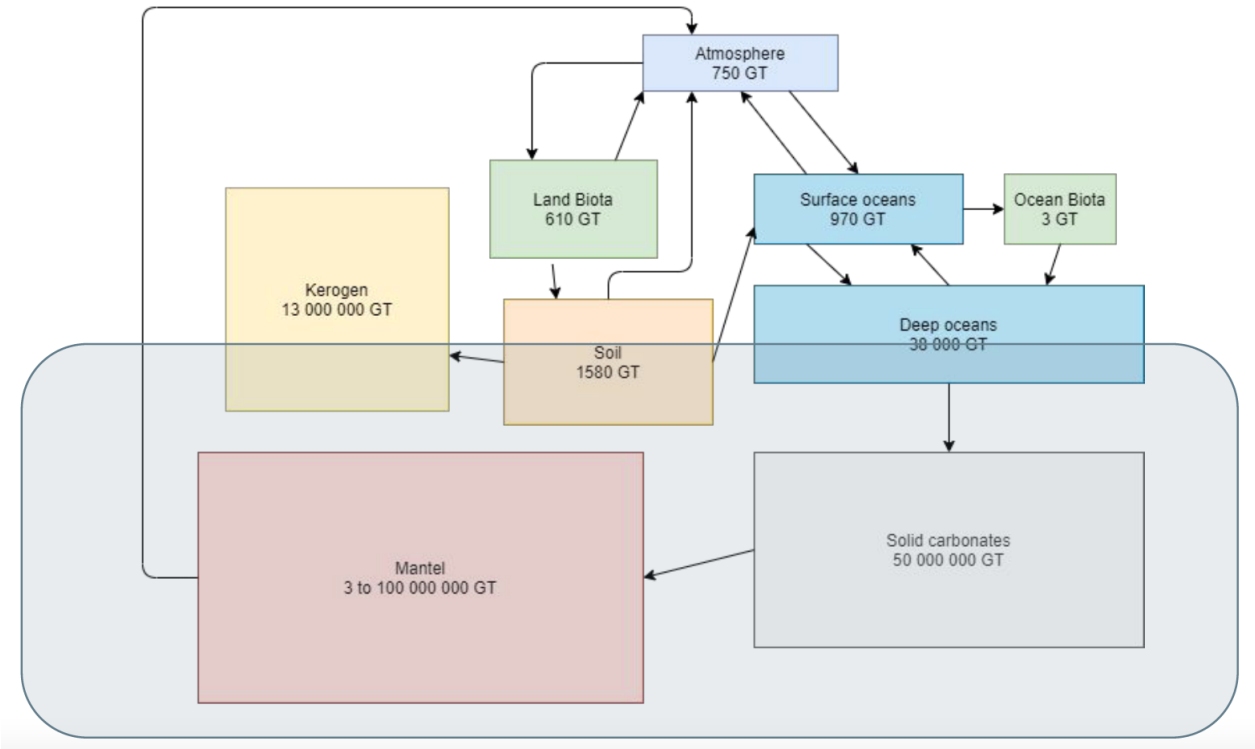 Atmosphere
750 GT
Land Biota
610 GT
Surface oceans
970 GT
Ocean Biota
3 GT
Kerogen
13 000 000 GT
Soil
1580 GT
Deep oceans
38 000 GT
Mantel
3 to 100 000 000 GT
Solid carbonates
50 000 000 GT